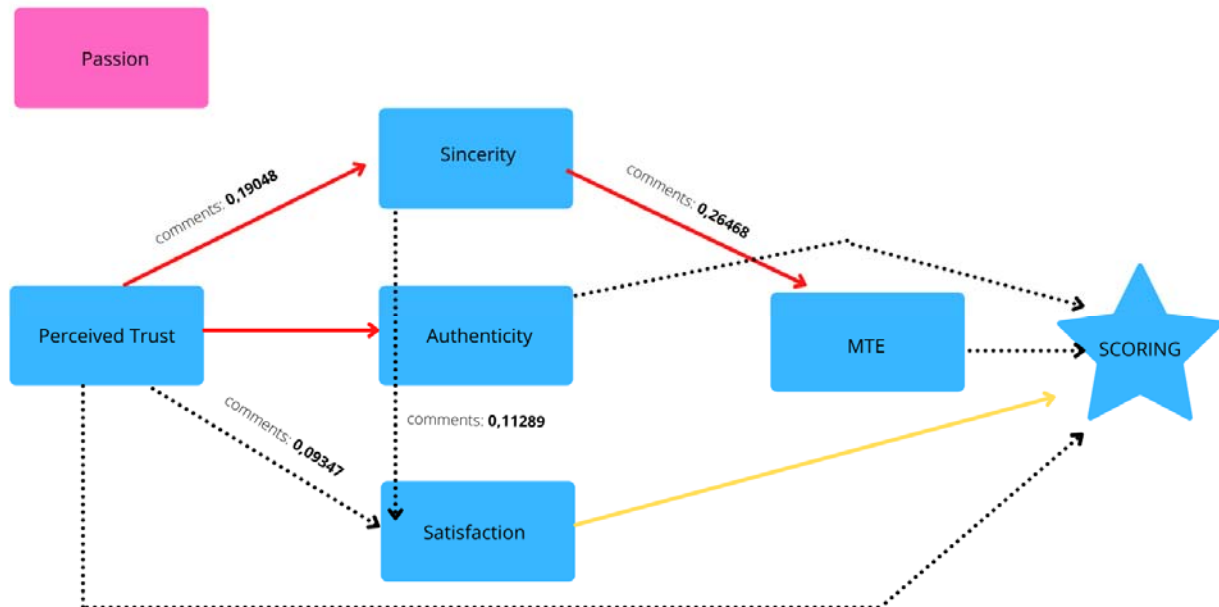 Passion
Sincerity
comments: 0,19048
comments: 0,26468
Perceived Trust
Authenticity
MTE
SCORING
comments: 0,09347
comments: 0,11289
Satisfaction